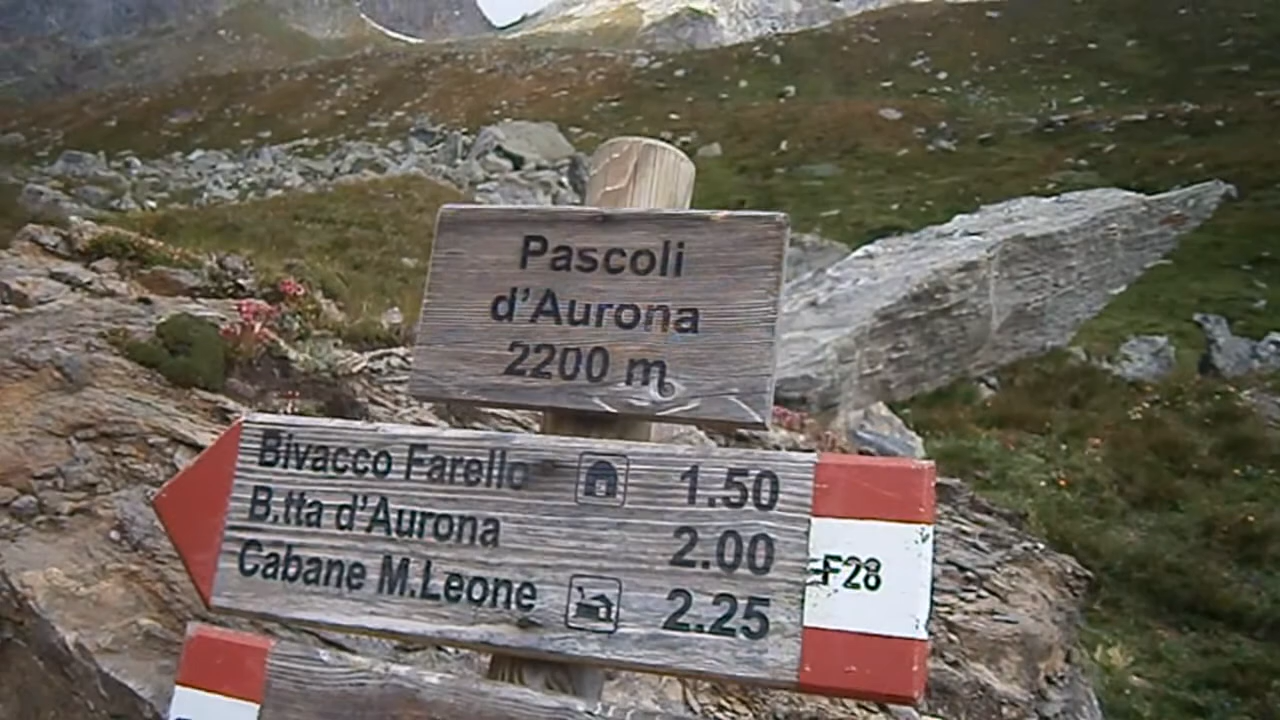 Pascoli
d'Aurona
2200 m
Bivacco Farello 1.50
B.tta d'Aurona 2.00
Cabane M.Leone 2.25
F28